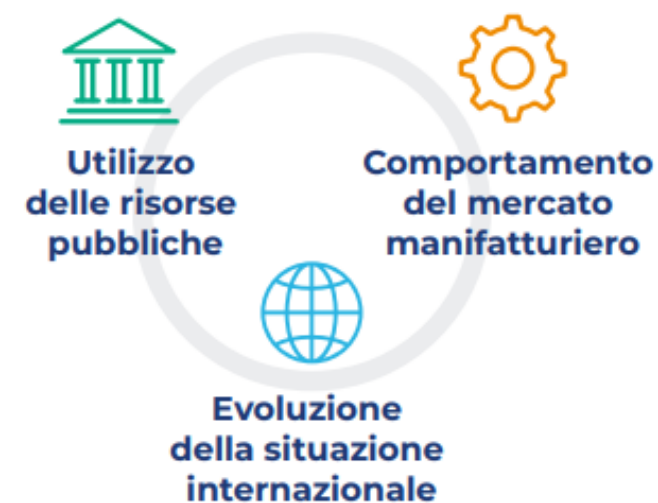 Utilizzo
delle risorse
pubbliche
Comportamento
del mercato
manifatturiero
Evoluzione
della situazione
internazionale